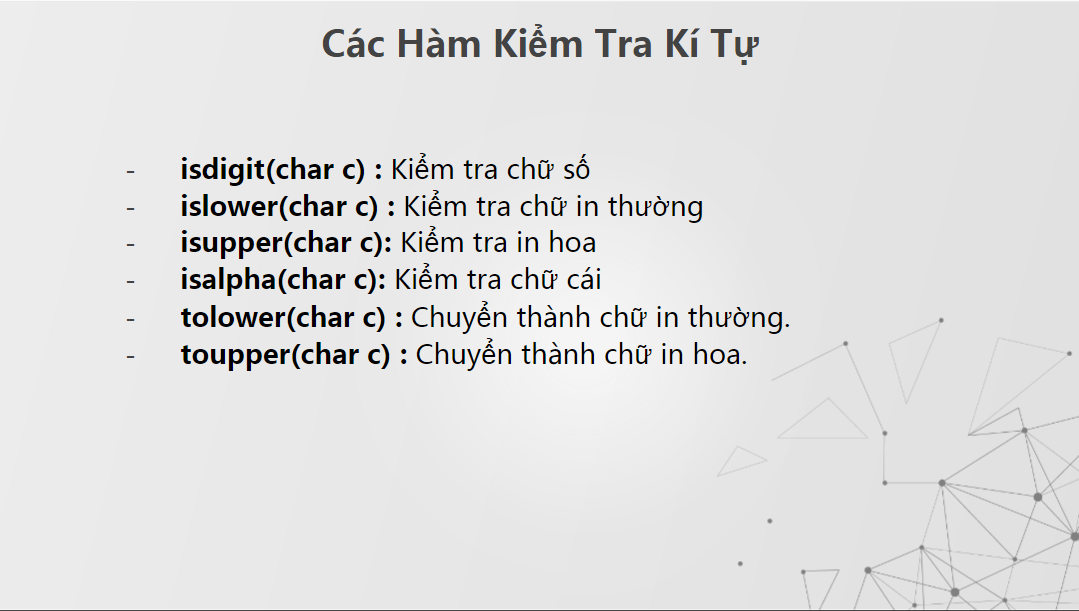 Các Hàm Kiểm Tra Kí Tự
- isdigit(char c) : Kiểm tra chữ số
- islower(char c) : Kiểm tra chữ in thường
- isupper(char c): Kiểm tra in hoa
- isalpha(char c): Kiểm tra chữ cái
- tolower(char c) : Chuyển thành chữ in thường.
- toupper(char c) : Chuyển thành chữ in hoa.